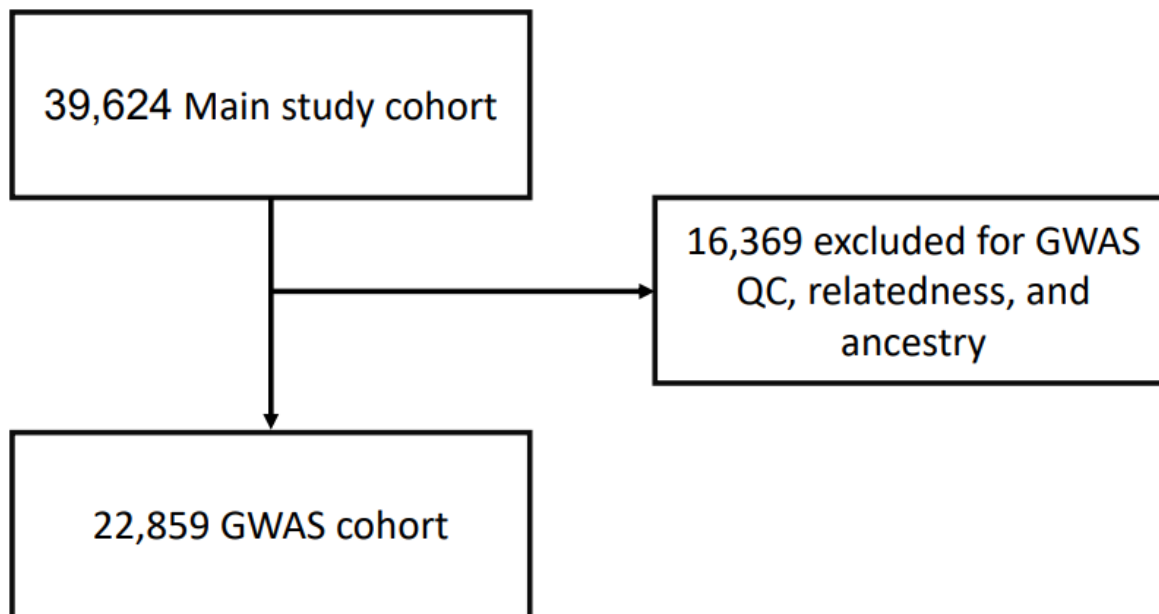 39,624 Main study cohort
16,369 excluded for GWAS
QC, relatedness, and
ancestry
22,859 GWAS cohort